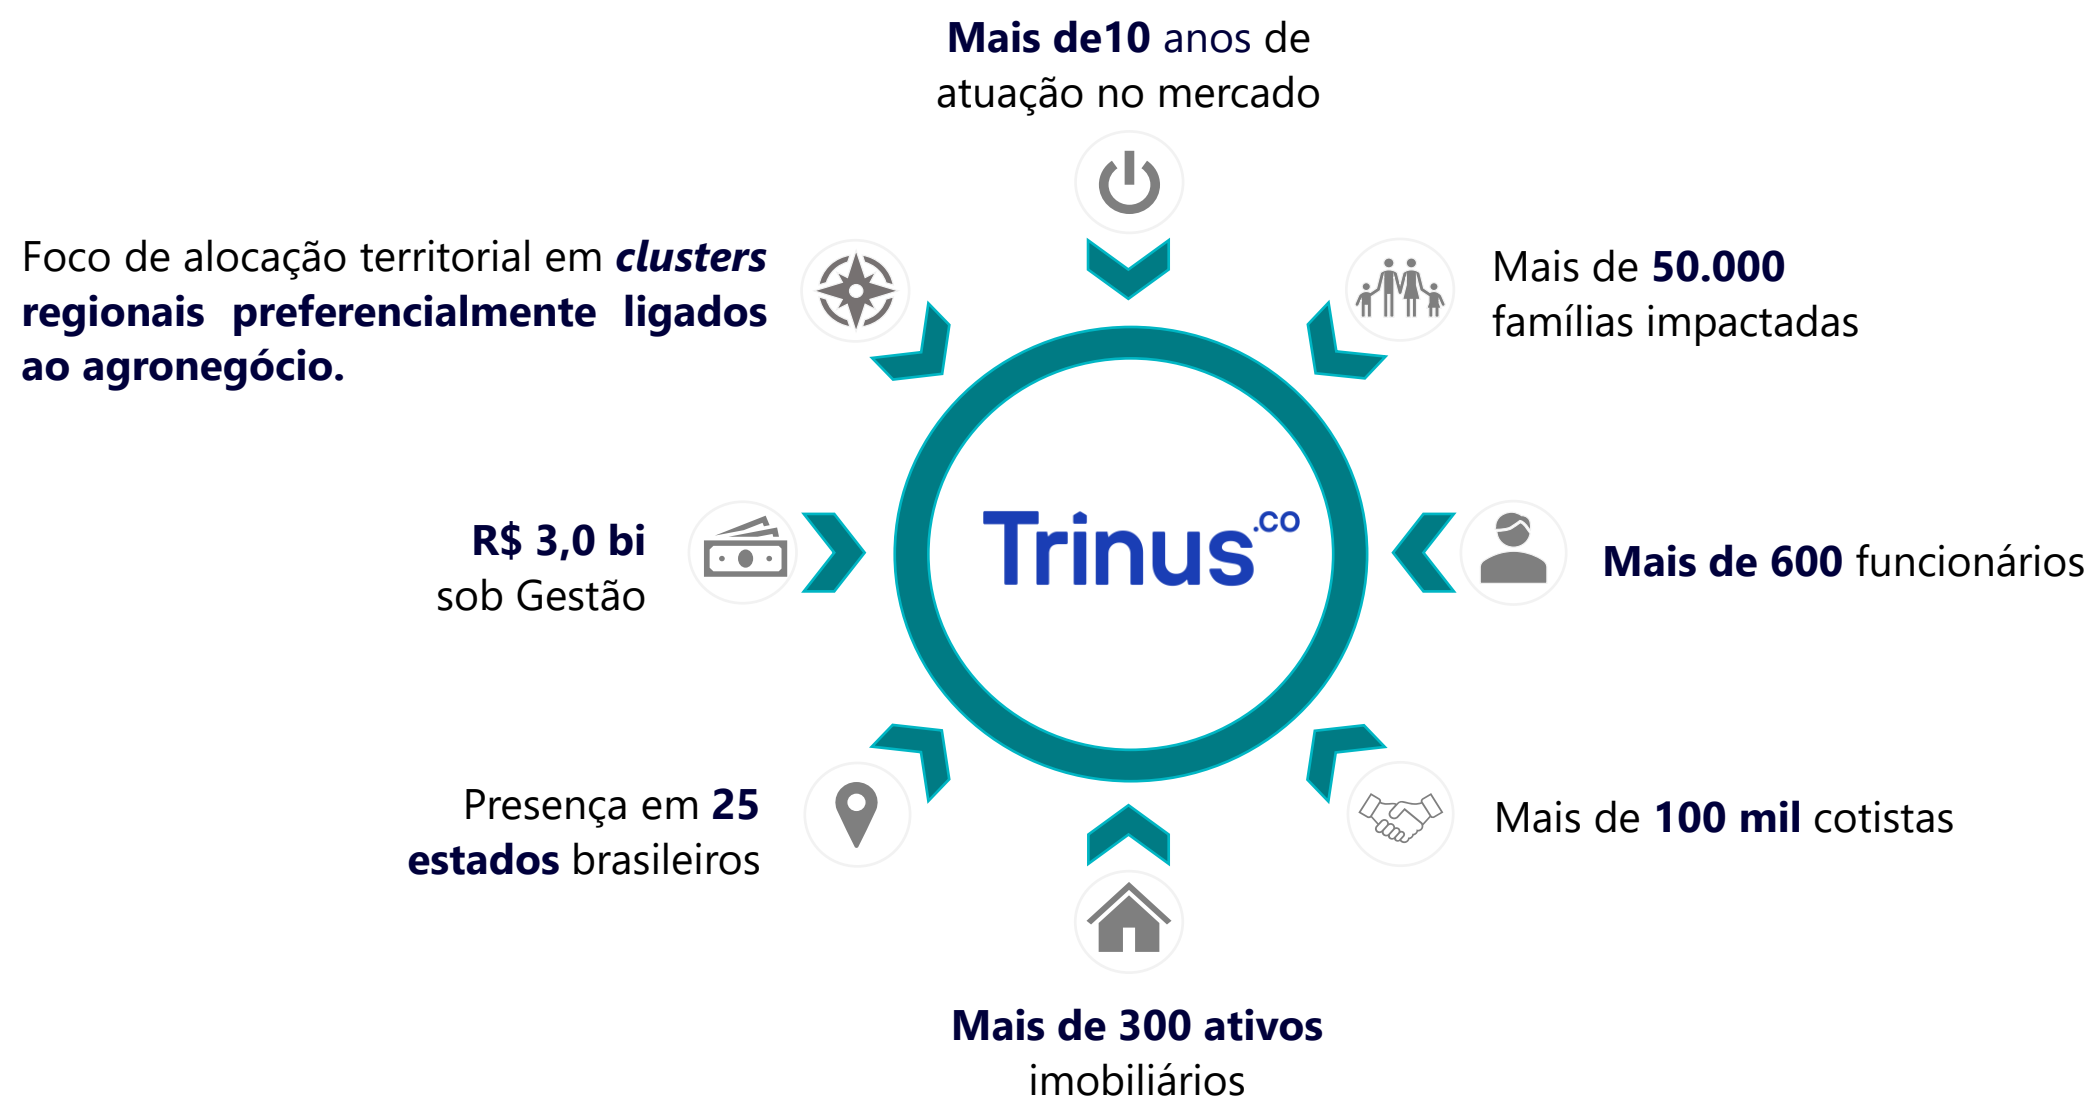 Mais de10 anos de
atuação no mercado
Foco de alocação territorial em clusters
regionais preferencialmente ligados
ao agronegócio.
Mais de 50.000
famílias impactadas
R$ 3,0 bi
sob Gestão
Trinus.co
Mais de 600 funcionários
Presença em 25
estados brasileiros
Mais de 100 mil cotistas
Mais de 300 ativos
imobiliários